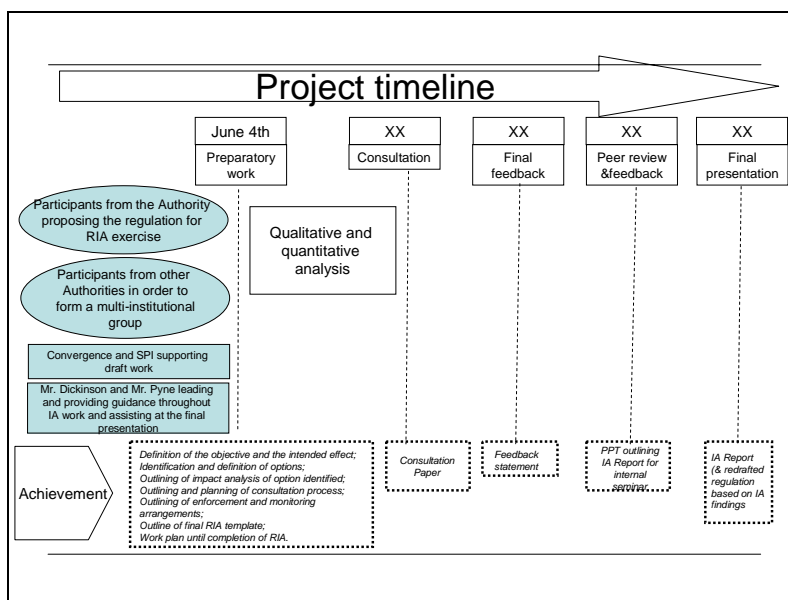 Project timeline
June 4th
XX
XX
XX
XX
Preparatory
work
Consultation
Final
feedback
Peer review
&feedback
Final
presentation
Participants from the Authority
proposing the regulation for
RIA exercise
Qualitative and
quantitative
analysis
Participants from other
Authorities in order to
form a multi-institutional
group
Convergence and SPI supporting
draft work
Mr. Dickinson and Mr. Pyne leading
and providing guidance throughout
IA work and assisting at the final
presentation
Achievement
Definition of the objective and the intended effect;
Identification and definition of options;
Outlining of impact analysis of option identified;
Outlining and planning of consultation process;
Outlining of enforcement and monitoring
arrangements;
Outline of final RIA template;
Work plan until completion of RIA.
Consultation
Paper
Feedback
statement
PPT outlining
IA Report for
internal
seminar
IA Report
(& redrafted
regulation
based on IA
findings